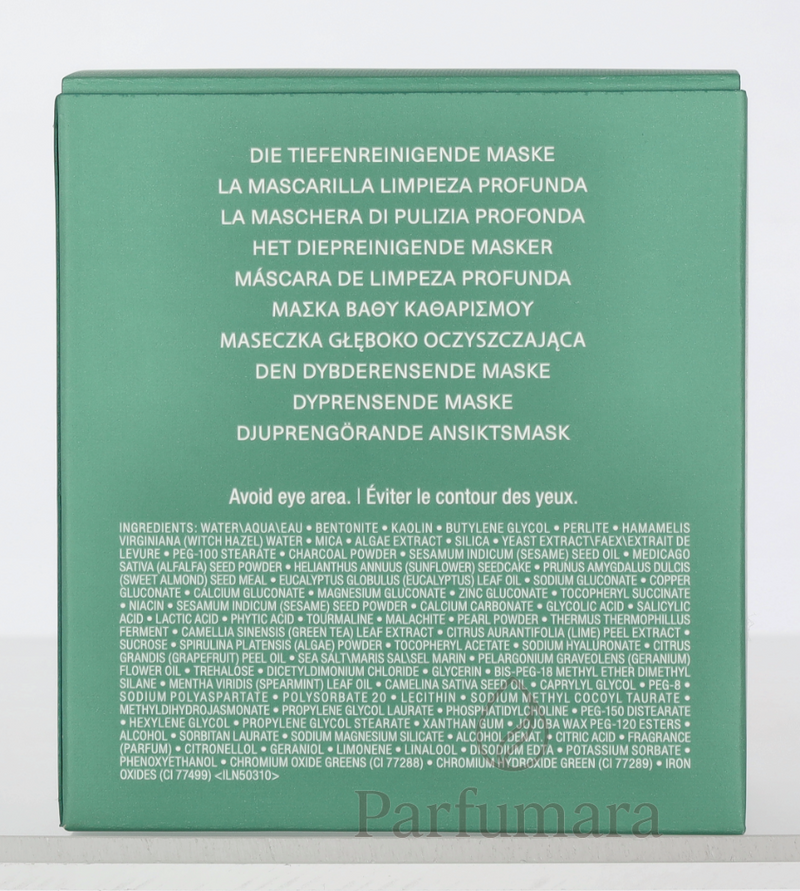 DIE TIEFENREINIGENDE MASKE
LA MASCARILLA LIMPIEZA PROFUNDA
LA MASCHERA DI PULIZIA PROFONDA
HET DIEPREINIGENDE MASKER
MÁSCARA DE LIMPEZA PROFUNDA
ΜΑΣΚΑ ΒΑΘΥ ΚΑΘΑΡΙΣΜΟΥ
MASECZKA GŁĘBOKO OCZYSZCZAJĄCA
DEN DYBDERENSENDE MASKE
DYPRENSENDE MASKE
DJUPRENGÖRANDE ANSIKTSMASK
Avoid eye area. | Éviter le contour des yeux.
INGREDIENTS: WATER\AQUA\EAU • BENTONITE • KAOLIN • BUTYLENE GLYCOL • PERLITE • HAMAMELIS
VIRGINIANA (WITCH HAZEL) WATER • MICA • ALGAE EXTRACT • SILICA • YEAST EXTRACT\FAEX\EXTRAIT DE
LEVURE • PEG-100 STEARATE • CHARCOAL POWDER • SESAMUM INDICUM (SESAME) SEED OIL • MEDICAGO
SATIVA (ALFALFA) SEED POWDER • HELIANTHUS ANNUUS (SUNFLOWER) SEEDCAKE • PRUNUS AMYGDALUS DULCIS
(SWEET ALMOND) SEED MEAL • EUCALYPTUS GLOBULUS (EUCALYPTUS) LEAF OIL • SODIUM GLUCONATE • COPPER
GLUCONATE • CALCIUM GLUCONATE • MAGNESIUM GLUCONATE • ZINC GLUCONATE • TOCOPHERYL SUCCINATE
• NIACIN • SESAMUM INDICUM (SESAME) SEED POWDER • CALCIUM CARBONATE • GLYCOLIC ACID • SALICYLIC
ACID • LACTIC ACID • PHYTIC ACID • TOURMALINE • MALACHITE • PEARL POWDER • THERMUS THERMOPHILLUS
FERMENT • CAMELLIA SINENSIS (GREEN TEA) LEAF EXTRACT • CITRUS AURANTIFOLIA (LIME) PEEL EXTRACT •
SUCROSE • SPIRULINA PLATENSIS (ALGAE) POWDER • TOCOPHERYL ACETATE • SODIUM HYALURONATE • CITRUS
GRANDIS (GRAPEFRUIT) PEEL OIL • SEA SALT\MARIS SAL\SEL MARIN • PELARGONIUM GRAVEOLENS (GERANIUM)
FLOWER OIL • TREHALOSE • DICETYLDIMONIUM CHLORIDE • GLYCERIN • BIS-PEG-18 METHYL ETHER DIMETHYL
SILANE • MENTHA VIRIDIS (SPEARMINT) LEAF OIL • CAMELINA SATIVA SEED OIL • CAPRYLYL GLYCOL • PEG-8 •
SODIUM POLYASPARTATE • POLYSORBATE 20 • LECITHIN • SODIUM METHYL COCOYL TAURATE •
METHYLDIHYDROJASMONATE • PROPYLENE GLYCOL LAURATE • PHOSPHATIDYLCHOLINE • PEG-150 DISTEARATE
• HEXYLENE GLYCOL • PROPYLENE GLYCOL STEARATE • XANTHAN GUM • JOJOBA WAX PEG-120 ESTERS •
ALCOHOL • SORBITAN LAURATE • SODIUM MAGNESIUM SILICATE • ALCOHOL DENAT. • CITRIC ACID • FRAGRANCE
(PARFUM) • CITRONELLOL • GERANIOL • LIMONENE • LINALOOL • DISODIUM EDTA • POTASSIUM SORBATE •
PHENOXYETHANOL • CHROMIUM OXIDE GREENS (CI 77288) • CHROMIUM HYDROXIDE GREEN (CI 77289) • IRON
OXIDES (CI 77499) <ILN50310>
Parfumara